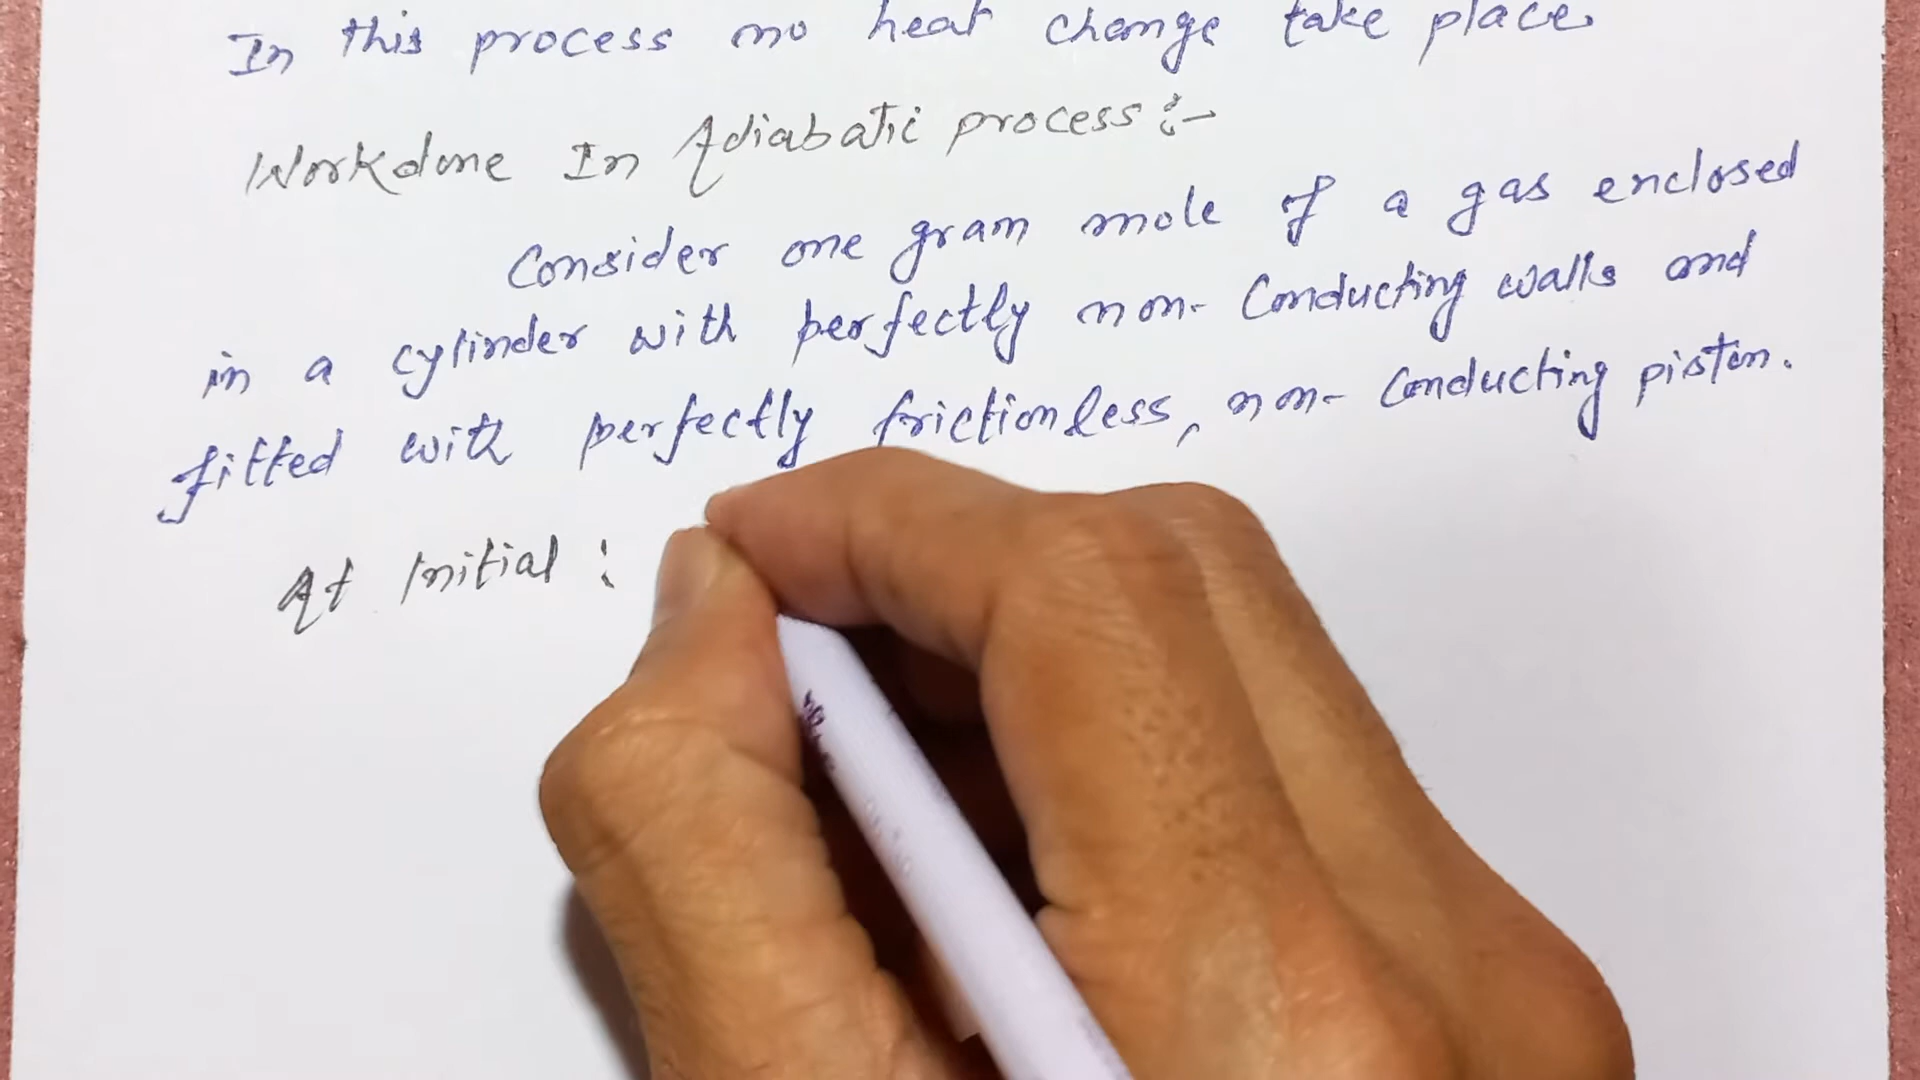 In this process no heat change take place
Workdone In Adiabatic process :-
Consider one gram mole of a gas enclosed
in a cylinder with perfectly non-conducting walls and
fitted with perfectly frictionless, non-conducting piston.
At Initial :